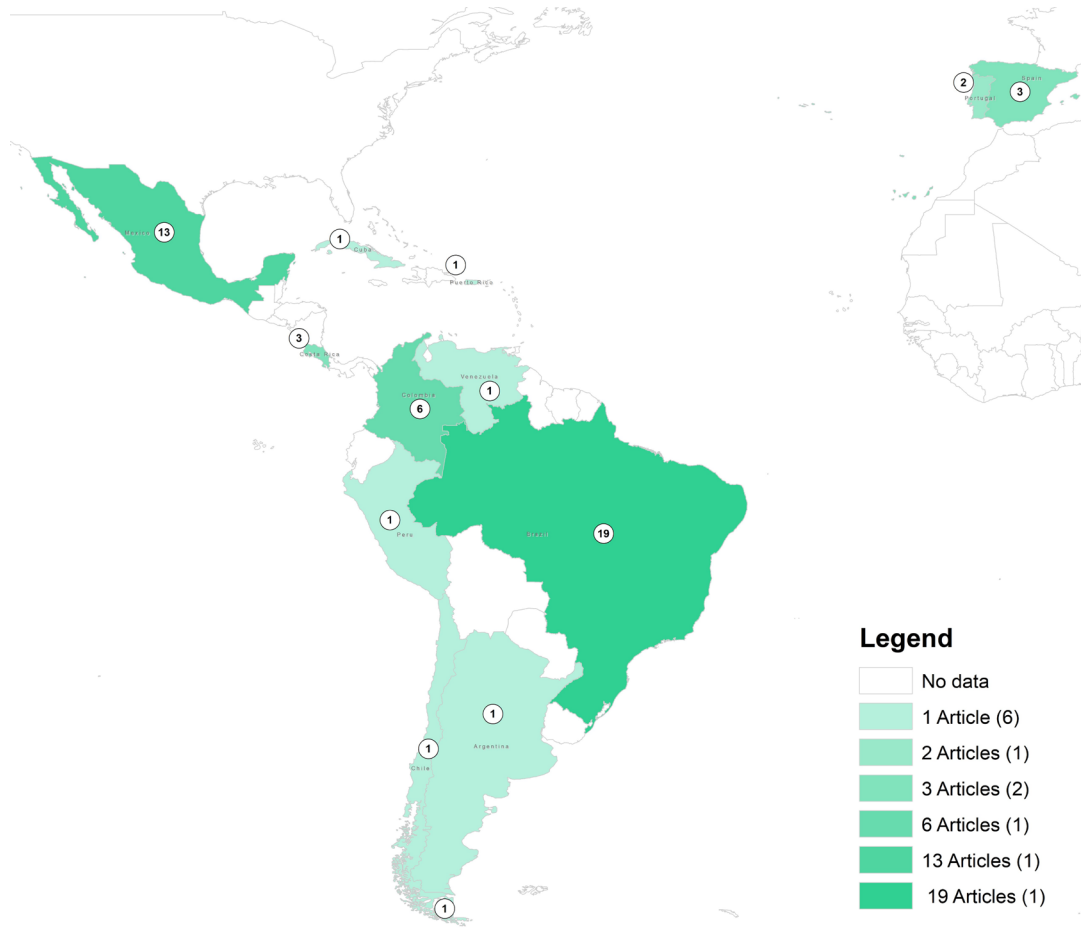 Spain
2
3
Portugal
13
Mexico
1
Cuba
1
Puerto Rico
3
Costa Rica
Venezuela
1
Colombia
6
1
Peru
19
Brazil
1
Argentina
1
Chile
1
Legend
No data
1 Article (6)
2 Articles (1)
3 Articles (2)
6 Articles (1)
13 Articles (1)
19 Articles (1)